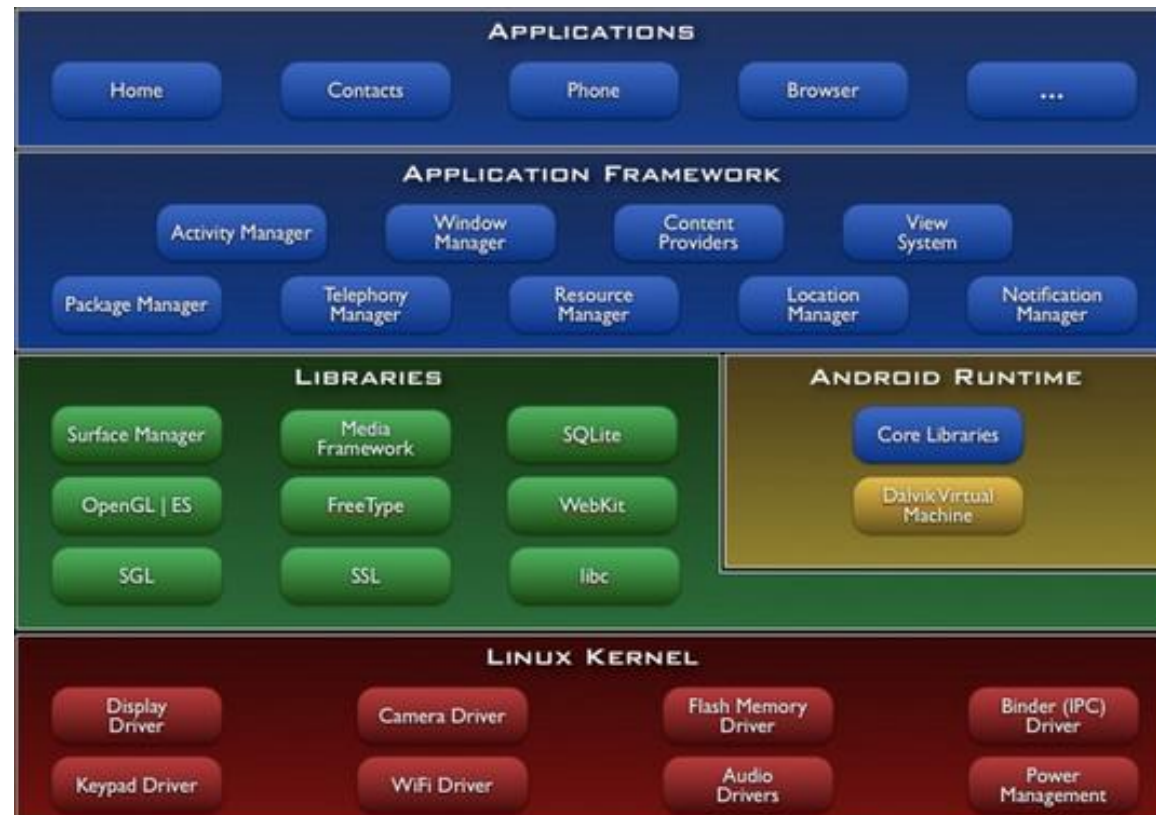 APPLICATIONS
Home
Contacts
Phone
Browser
...
APPLICATION FRAMEWORK
Activity Manager
Window
Manager
Content
Providers
View
System
Package Manager
Telephony
Manager
Resource
Manager
Location
Manager
Notification
Manager
LIBRARIES
Surface Manager
Media
Framework
SQLite
OpenGL | ES
FreeType
WebKit
SGL
SSL
libc
ANDROID RUNTIME
Core Libraries
Dalvik Virtual
Machine
LINUX KERNEL
Display
Driver
Camera Driver
Flash Memory
Driver
Binder (IPC)
Driver
Keypad Driver
WiFi Driver
Audio
Drivers
Power
Management